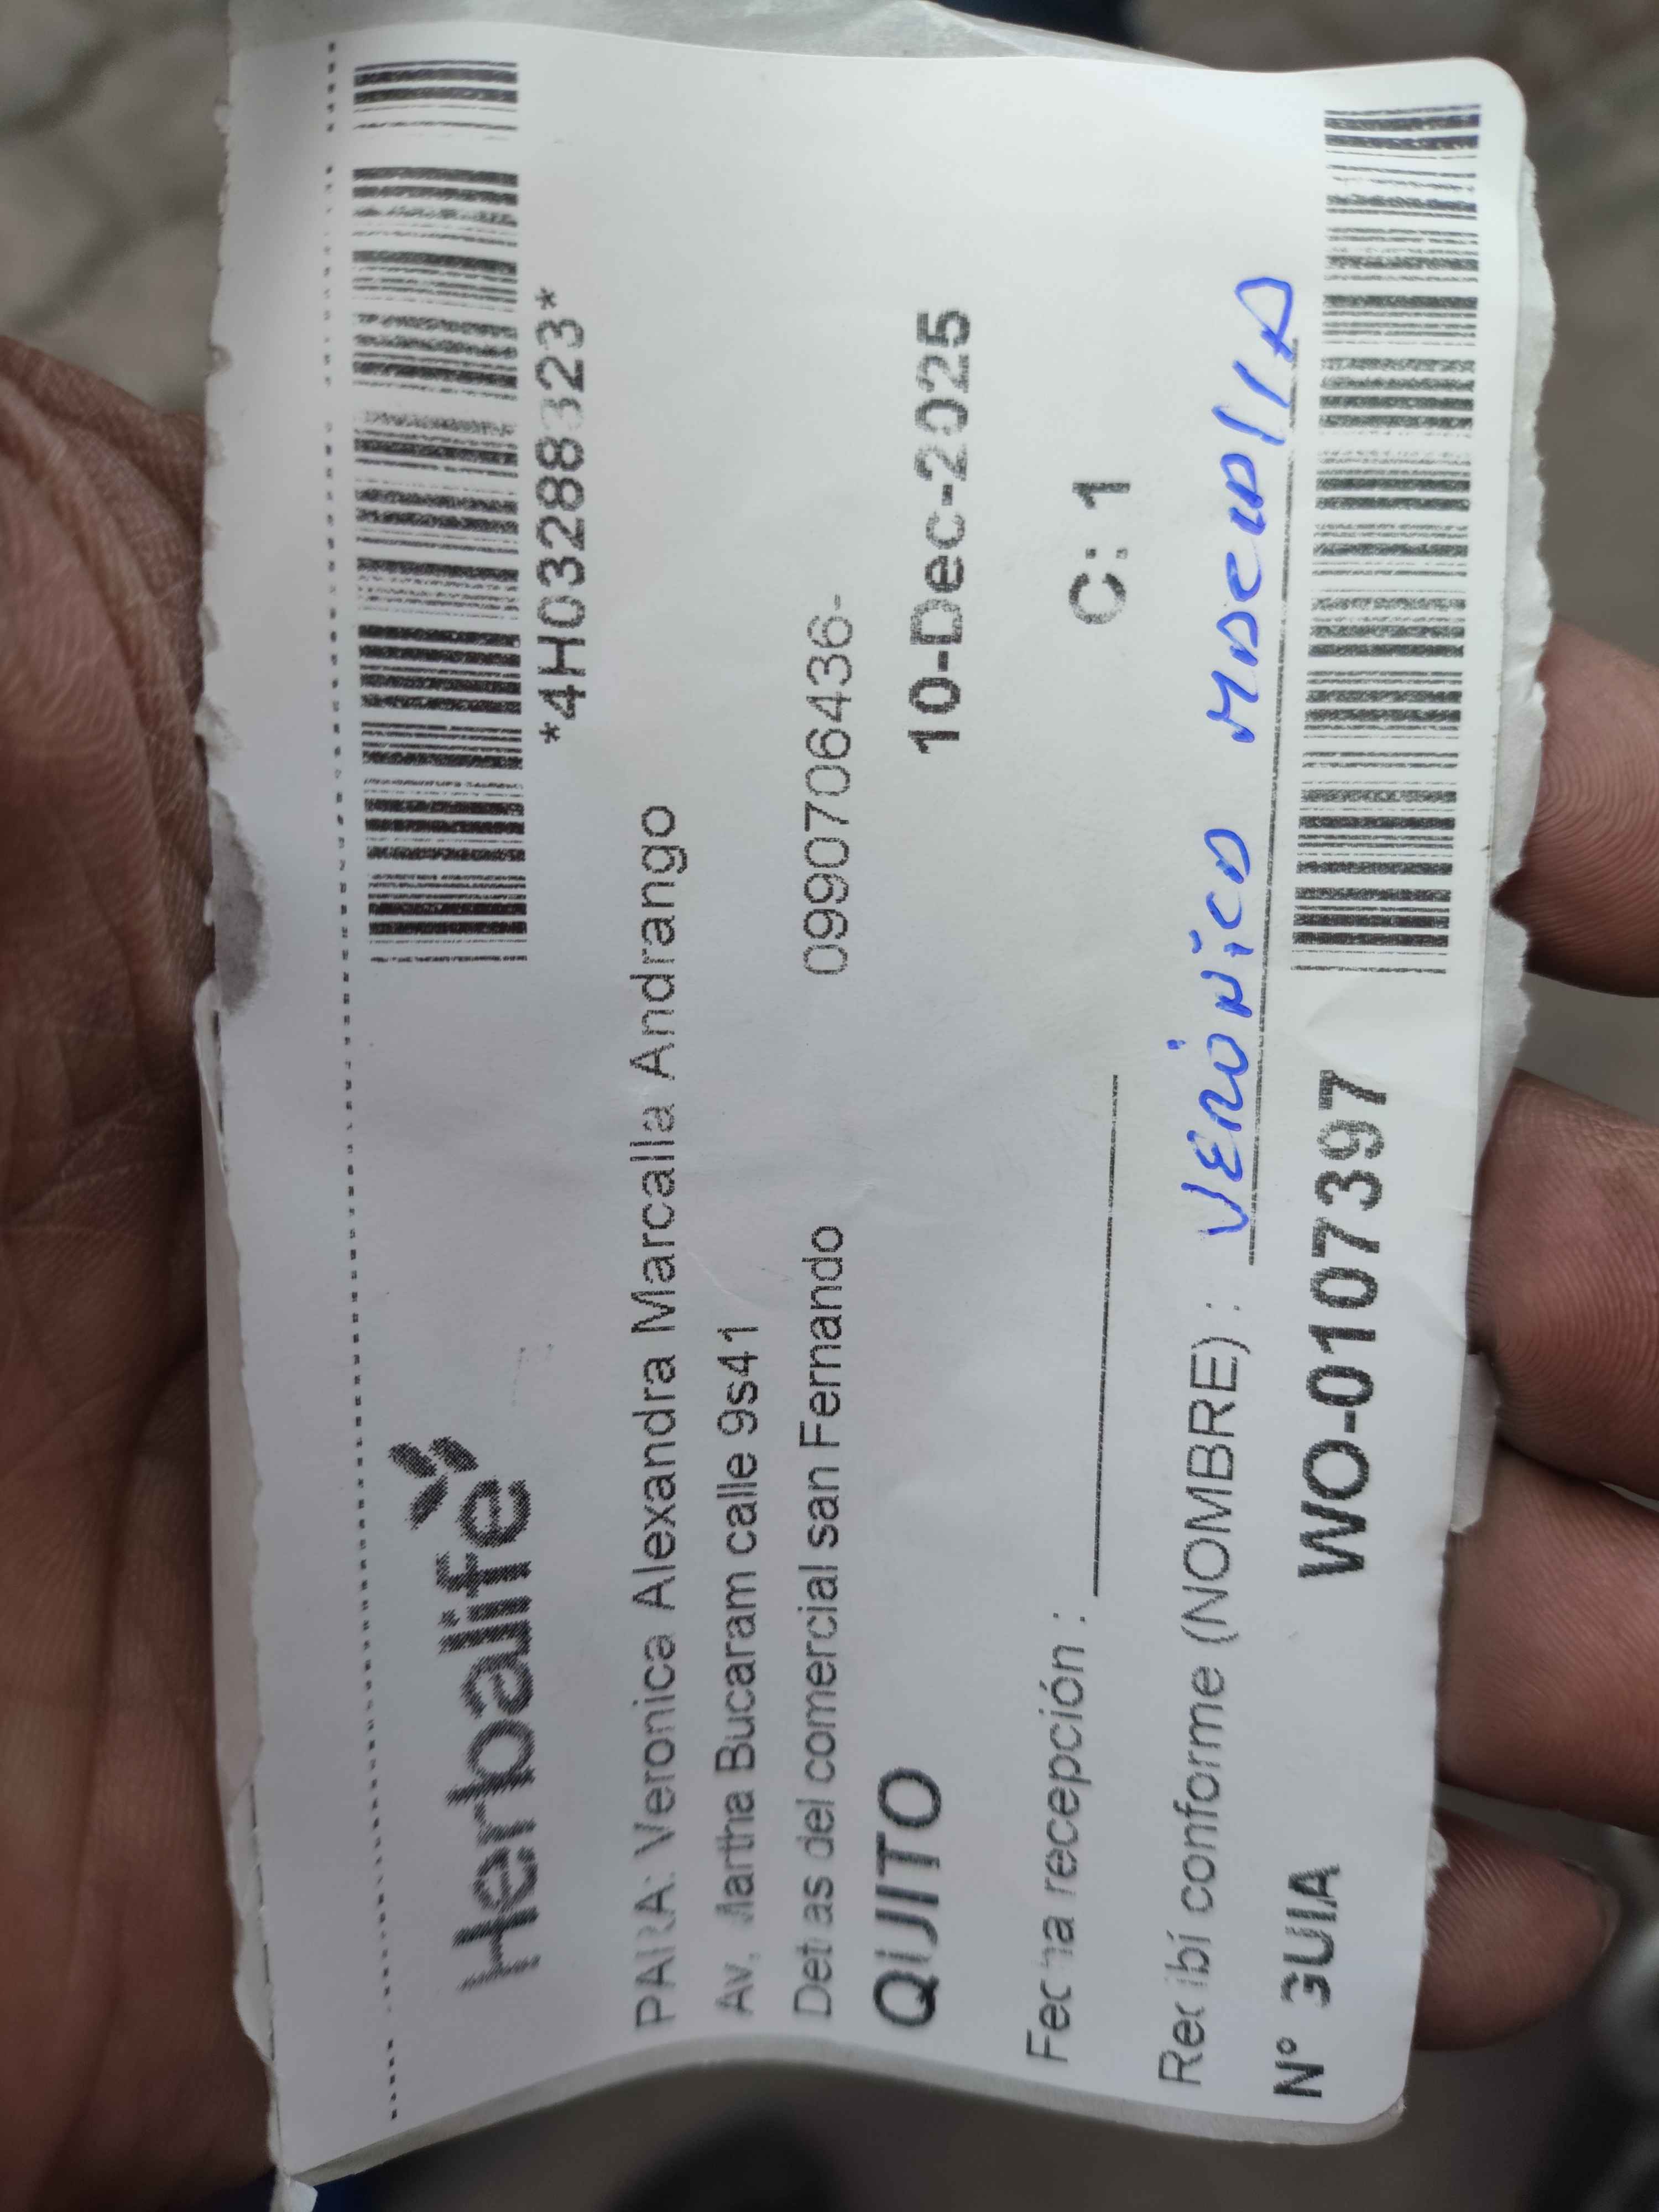 Herbalife
*4H03288323*
PARA: Veronica Alexandra Marcalla Andrango
Av. Martha Bucaram calle 9s41
Detras del comercial san Fernando 0990706436-
QUITO 10-Dec-2025
Fecha recepción : C: 1
Recibí conforme (NOMBRE) : VERONICA MARCALLA
N° GUIA WO-0107397